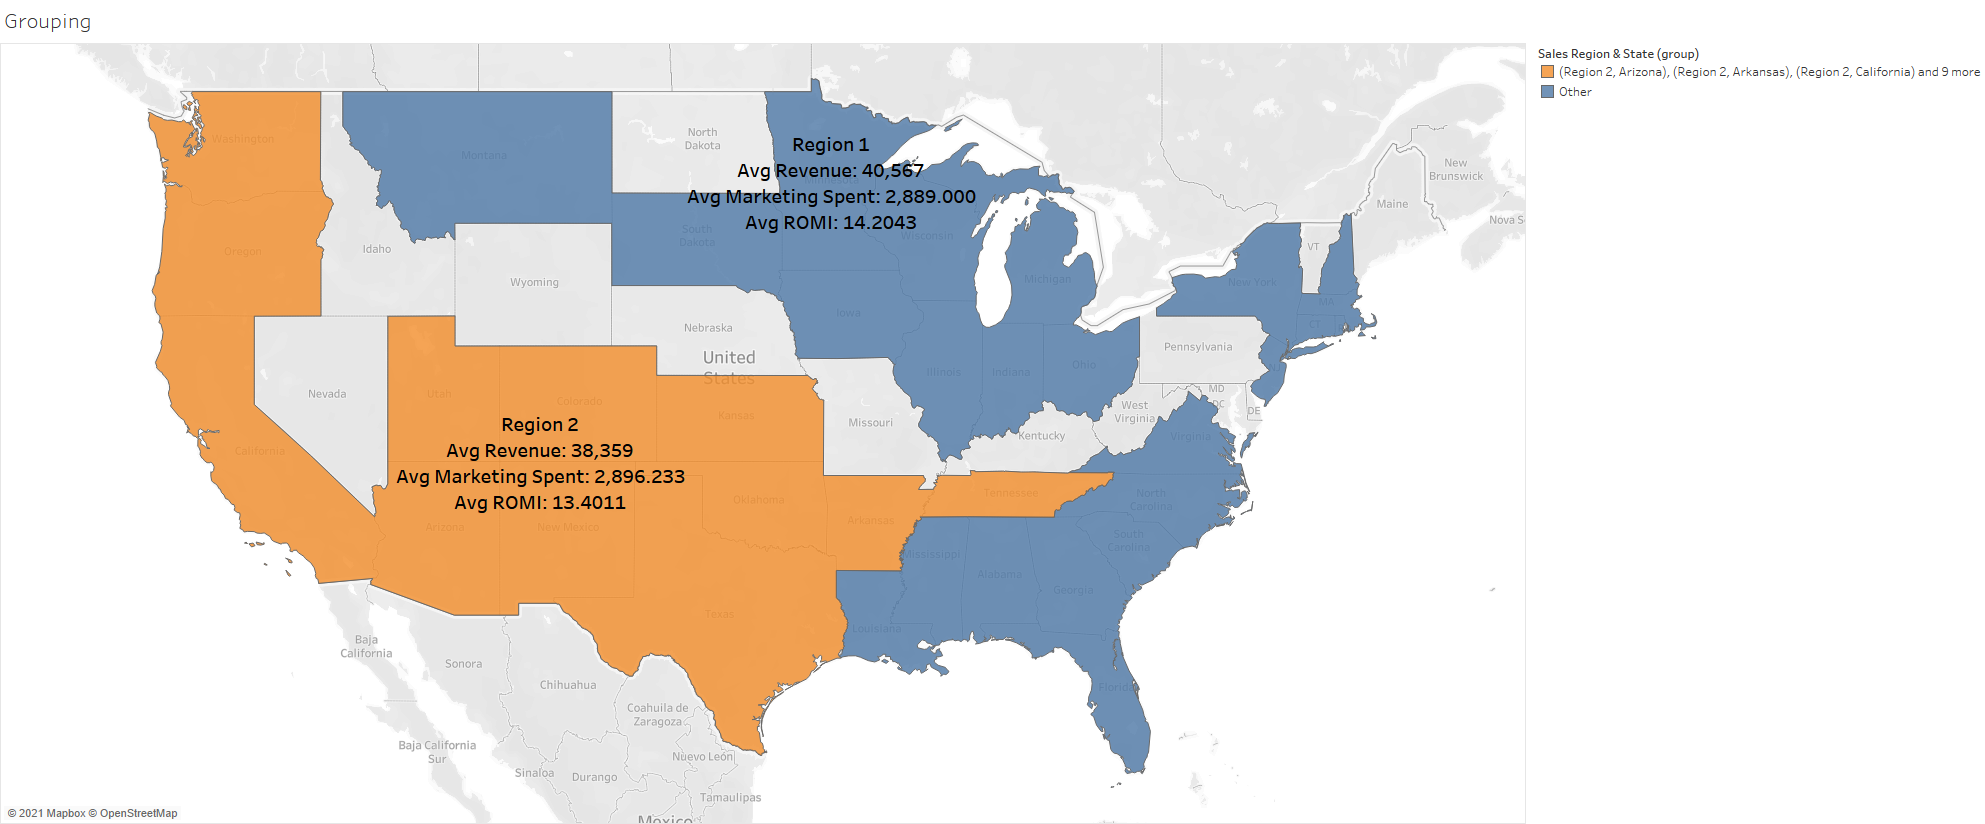 Grouping
Sales Region & State (group)
(Region 2, Arizona), (Region 2, Arkansas), (Region 2, California) and 9 more
Other
Washington
Montana
North
Dakota
Region 1
Avg Revenue: 40,567
Avg Marketing Spent: 2,889.000
Avg ROMI: 14.2043
New
Brunswick
Maine
Nova S
Oregon
Idaho
South
Dakota
Wisconsin
VT
Wyoming
Michigan
New York
MA
Iowa
CT
Nebraska
United
States
Pennsylvania
Illinois
Indiana
Ohio
Nevada
Utah
Colorado
Kansas
Missouri
West
Virginia
MD
DC
DE
Kentucky
Virginia
California
Region 2
Avg Revenue: 38,359
Avg Marketing Spent: 2,896.233
Avg ROMI: 13.4011
Oklahoma
Tennessee
North
Carolina
Arizona
New Mexico
Arkansas
South
Carolina
Mississippi
Alabama
Georgia
Texas
Louisiana
Baja
California
Sonora
Chihuahua
Florida
Coahuila de
Zaragoza
Baja California
Sur
Nuevo León
Sinaloa
Durango
Tamaulipas
Mexico
© 2021 Mapbox © OpenStreetMap